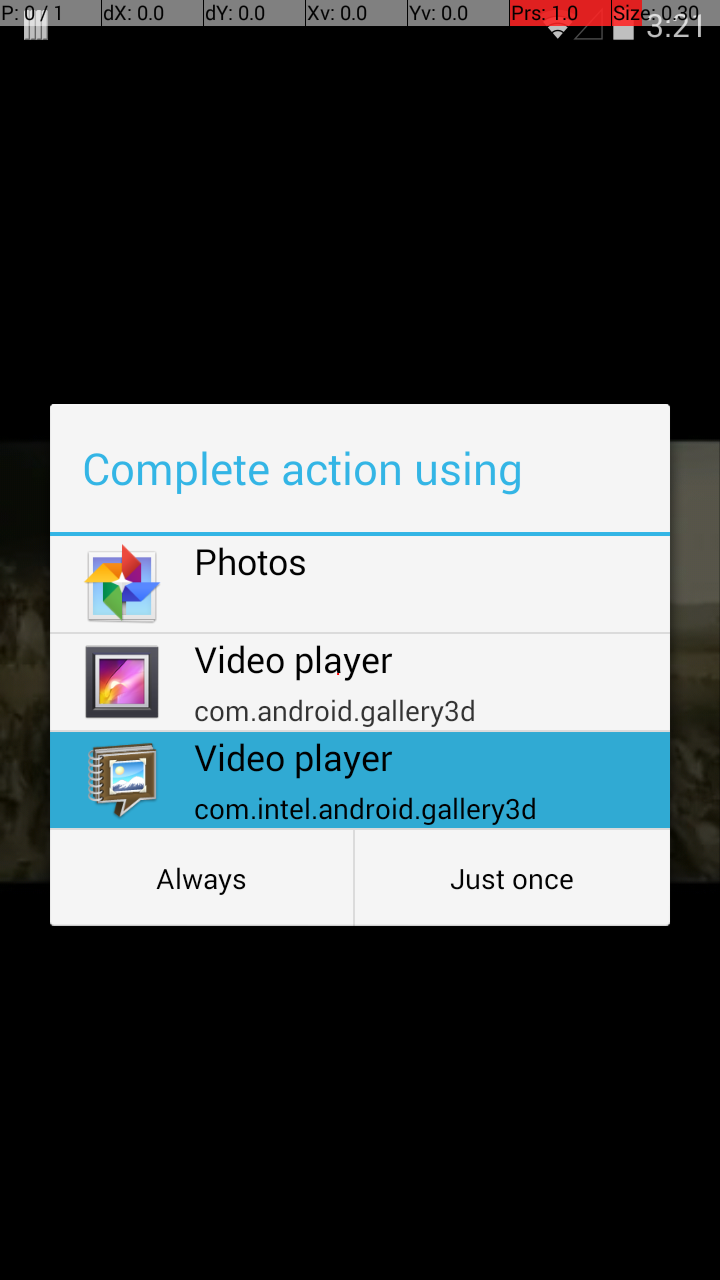 P: 0 / 1 dX: 0.0 dY: 0.0 Xv: 0.0 Yv: 0.0 Prs: 1.0 Size: 0.30
3:21
Complete action using
Photos
Video player
com.android.gallery3d
Video player
com.intel.android.gallery3d
Always Just once